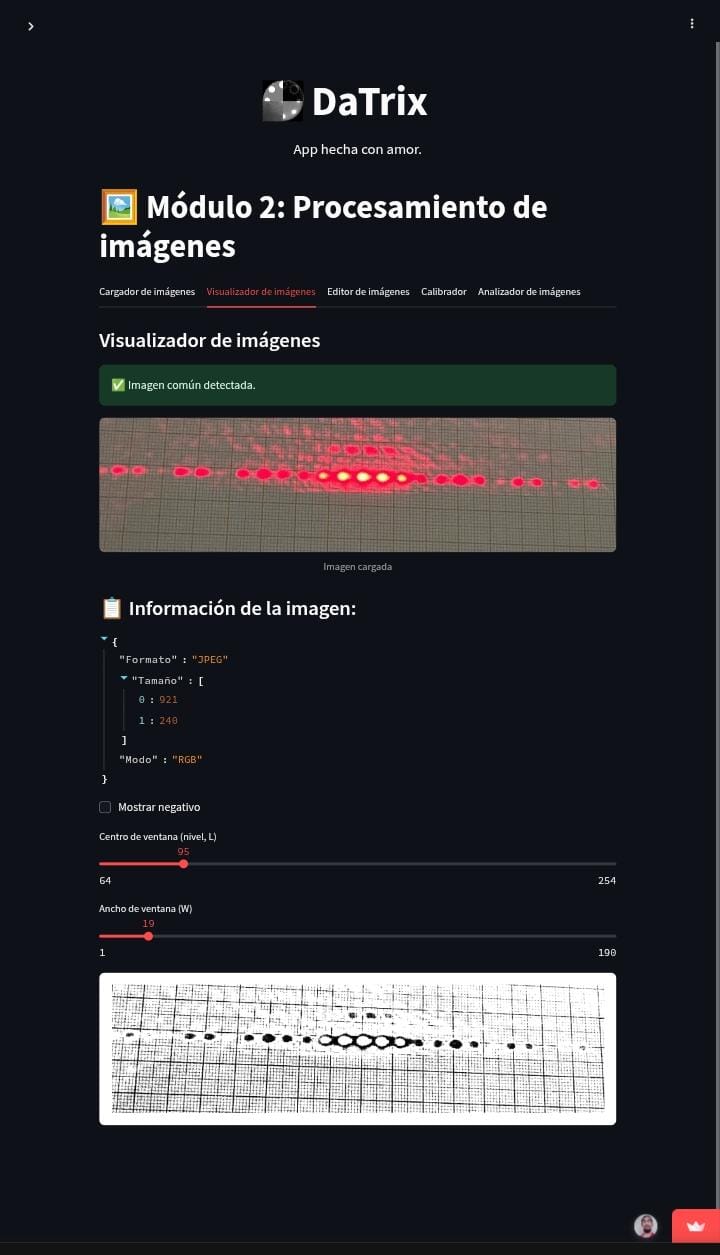 DaTrix
App hecha con amor.
Módulo 2: Procesamiento de
imágenes
Cargador de imágenes Visualizador de imágenes Editor de imágenes Calibrador Analizador de imágenes
Visualizador de imágenes
Imagen común detectada.
Imagen cargada
Información de la imagen:
{
"Formato" : "JPEG"
"Tamaño" : [
0 : 921
1 : 240
]
"Modo" : "RGB"
}
Mostrar negativo
Centro de ventana (nivel, L)
95
64 254
Ancho de ventana (W)
19
1 190